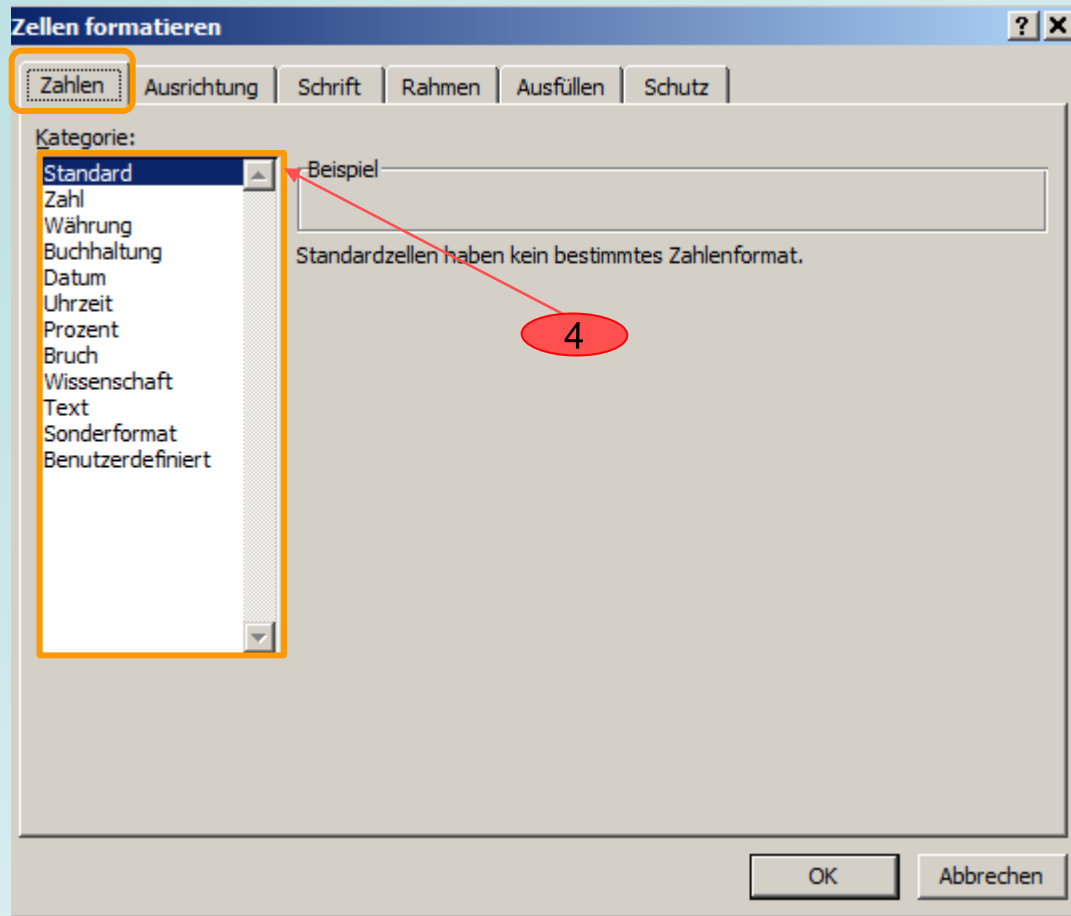 Zellen formatieren
Zahlen Ausrichtung Schrift Rahmen Ausfüllen Schutz
Kategorie:
Standard
Zahl
Währung
Buchhaltung
Datum
Uhrzeit
Prozent
Bruch
Wissenschaft
Text
Sonderformat
Benutzerdefiniert
Beispiel
Standardzellen haben kein bestimmtes Zahlenformat.
4
OK Abbrechen